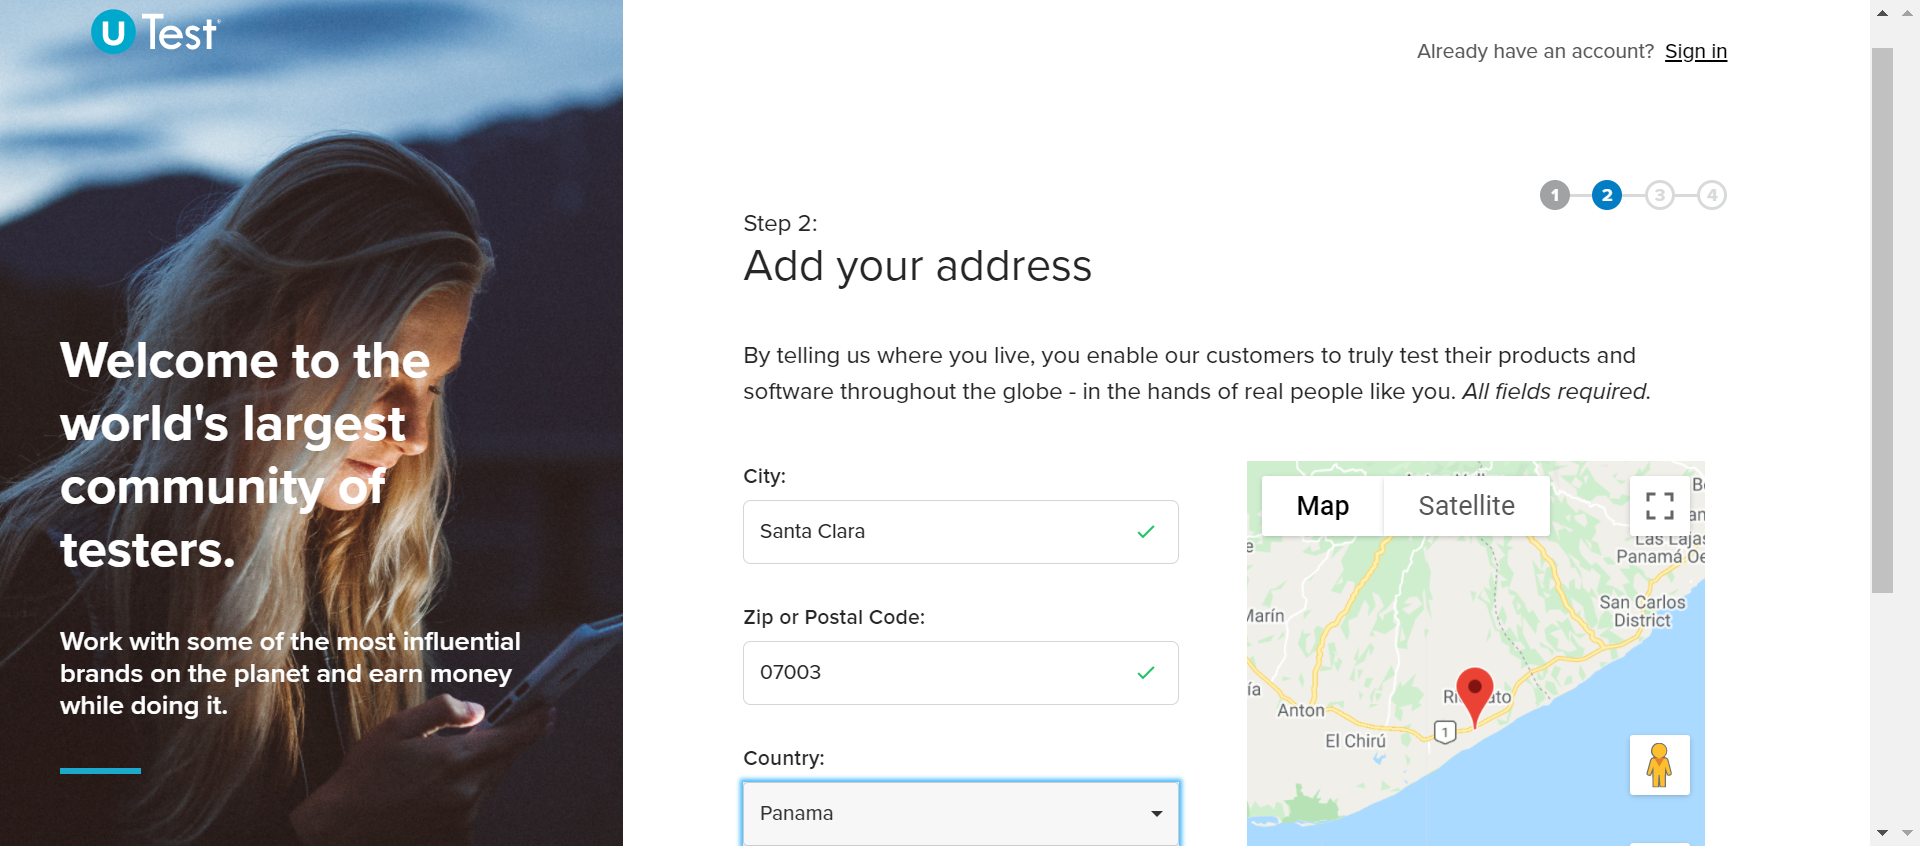 U Test
Already have an account? Sign in
1 2 3 4
Step 2:
Add your address
Welcome to the
world's largest
community of
testers.
Work with some of the most influential
brands on the planet and earn money
while doing it.
By telling us where you live, you enable our customers to truly test their products and
software throughout the globe - in the hands of real people like you. All fields required.
City:
Santa Clara
Zip or Postal Code:
07003
Country:
Panama
Map Satellite
Las Lajas
Panamá Oe
San Carlos
District
Marín
ía
Anton
El Chirú
1